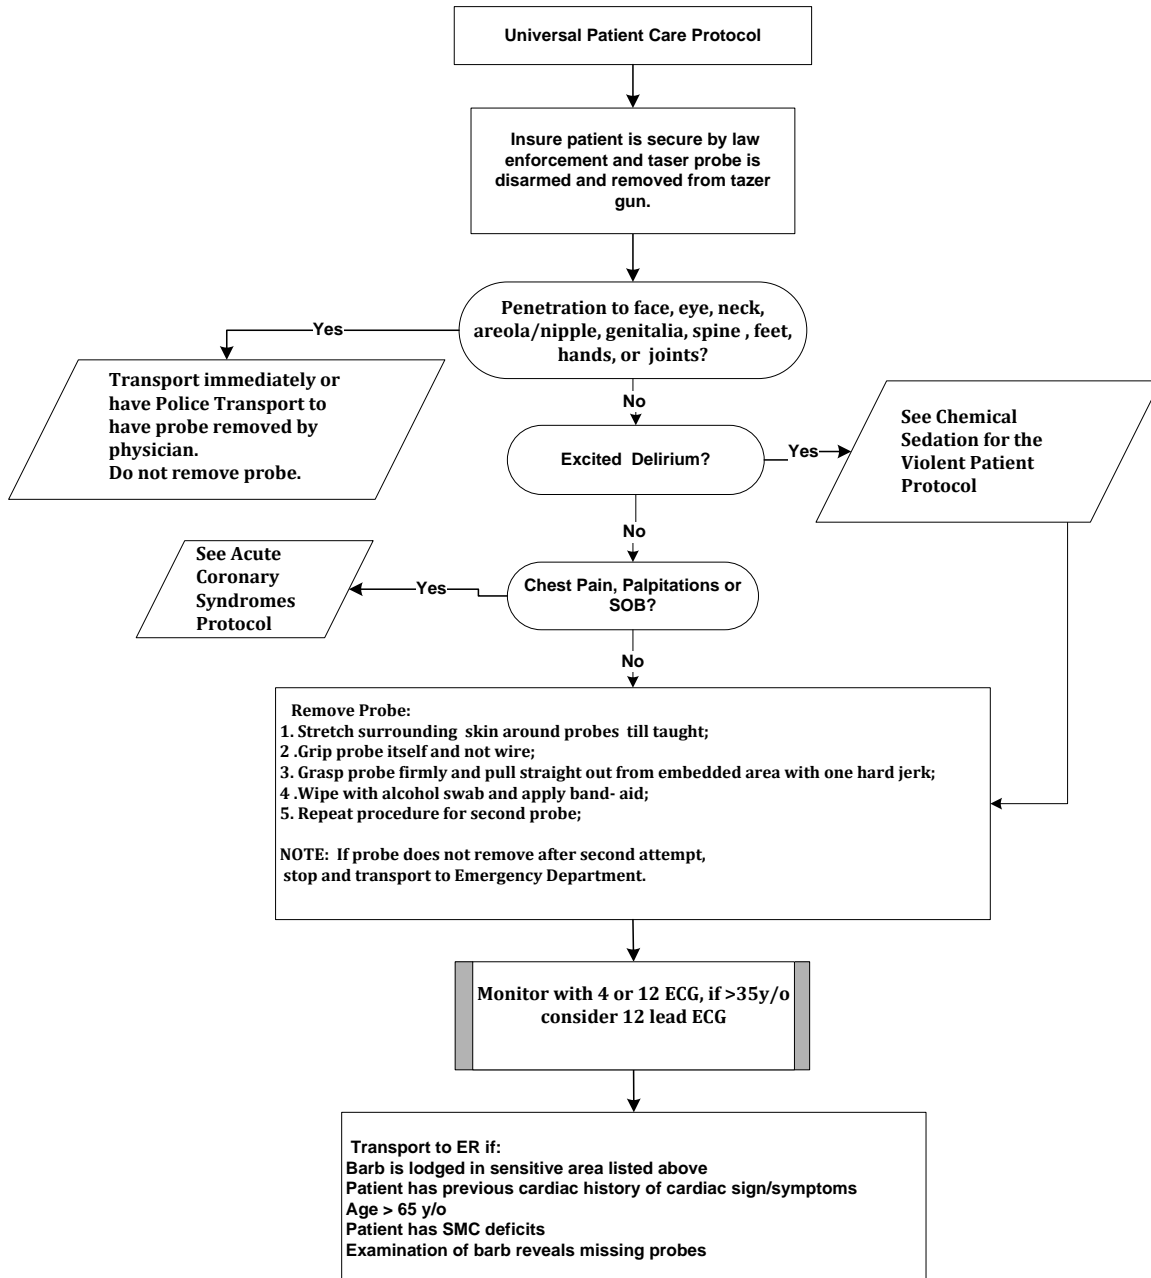 Universal Patient Care Protocol
Insure patient is secure by law
enforcement and taser probe is
disarmed and removed from tazer
gun.
Penetration to face, eye, neck,
areola/nipple, genitalia, spine , feet,
hands, or joints?
Yes
Transport immediately or
have Police Transport to
have probe removed by
physician.
Do not remove probe.
No
Excited Delirium?
Yes
See Chemical
Sedation for the
Violent Patient
Protocol
No
Chest Pain, Palpitations or
SOB?
Yes
See Acute
Coronary
Syndromes
Protocol
No
Remove Probe:
1. Stretch surrounding skin around probes till taught;
2 .Grip probe itself and not wire;
3. Grasp probe firmly and pull straight out from embedded area with one hard jerk;
4 .Wipe with alcohol swab and apply band- aid;
5. Repeat procedure for second probe;
NOTE: If probe does not remove after second attempt,
stop and transport to Emergency Department.
Monitor with 4 or 12 ECG, if >35y/o
consider 12 lead ECG
Transport to ER if:
Barb is lodged in sensitive area listed above
Patient has previous cardiac history of cardiac sign/symptoms
Age > 65 y/o
Patient has SMC deficits
Examination of barb reveals missing probes